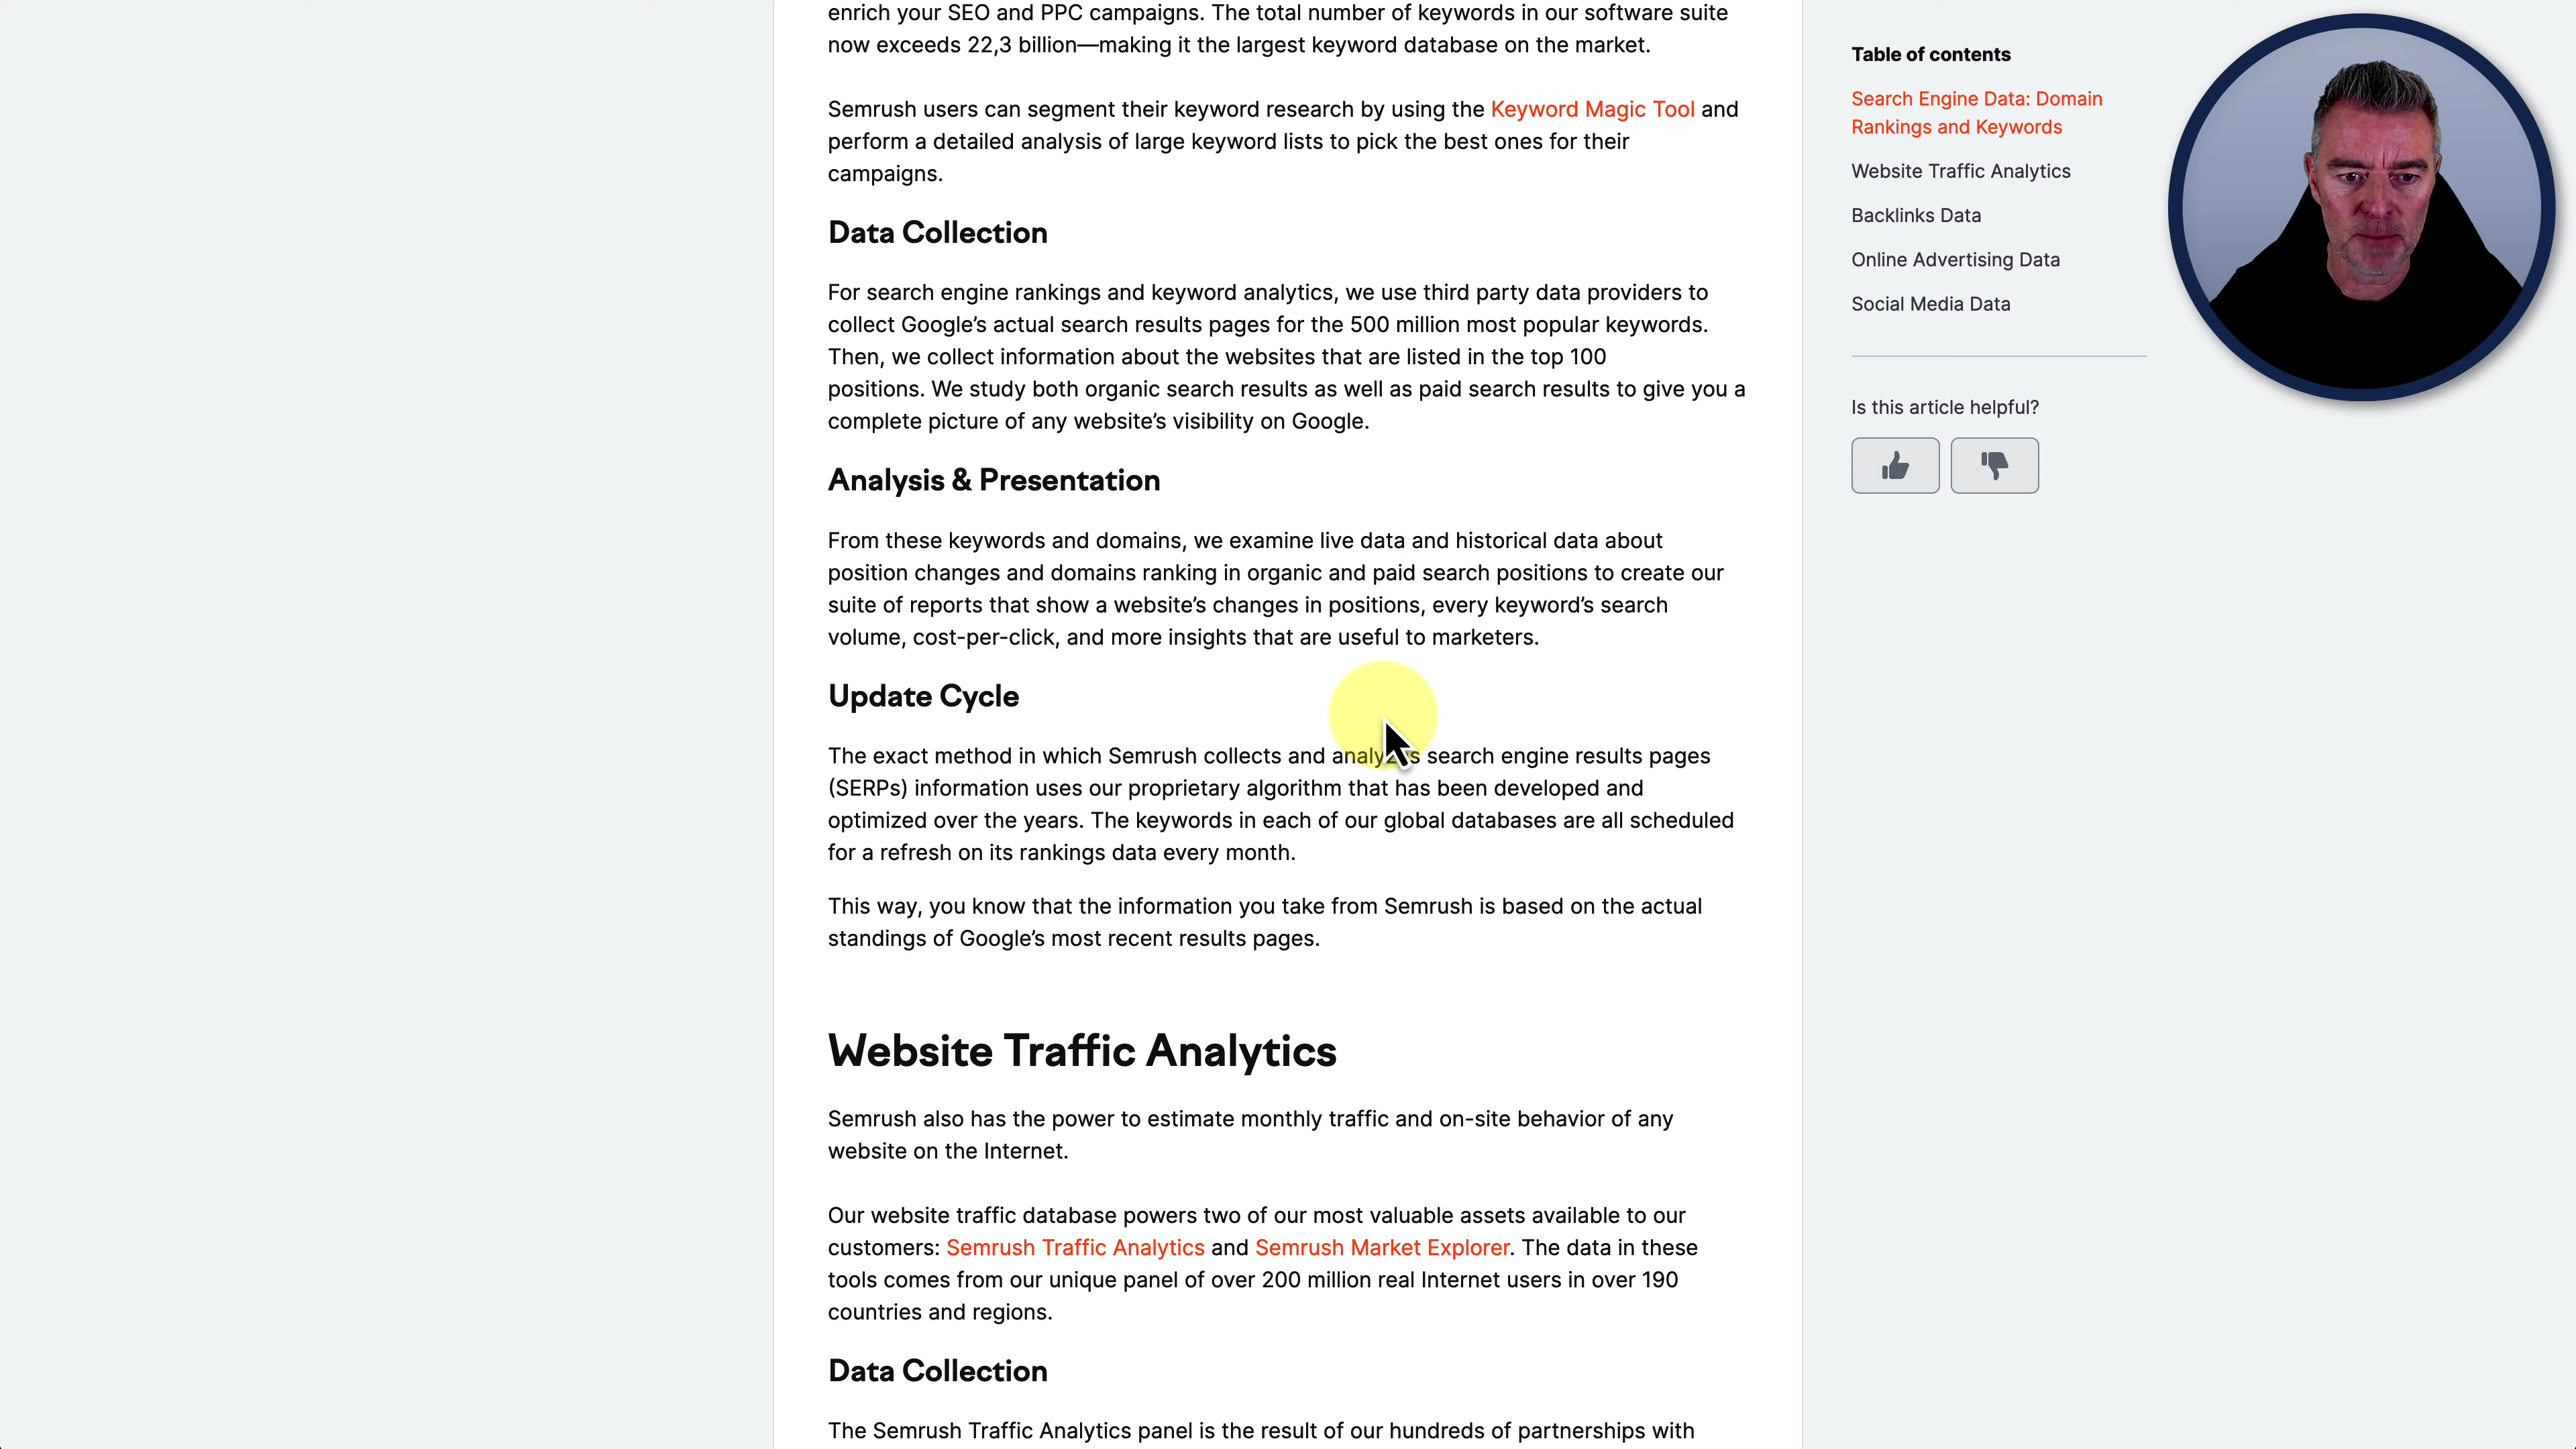 enrich your SEO and PPC campaigns. The total number of keywords in our software suite
now exceeds 22,3 billion—making it the largest keyword database on the market.
Semrush users can segment their keyword research by using the Keyword Magic Tool and
perform a detailed analysis of large keyword lists to pick the best ones for their
campaigns.
Data Collection
For search engine rankings and keyword analytics, we use third party data providers to
collect Google’s actual search results pages for the 500 million most popular keywords.
Then, we collect information about the websites that are listed in the top 100
positions. We study both organic search results as well as paid search results to give you a
complete picture of any website’s visibility on Google.
Analysis & Presentation
From these keywords and domains, we examine live data and historical data about
position changes and domains ranking in organic and paid search positions to create our
suite of reports that show a website’s changes in positions, every keyword’s search
volume, cost-per-click, and more insights that are useful to marketers.
Update Cycle
The exact method in which Semrush collects and analyzes search engine results pages
(SERPs) information uses our proprietary algorithm that has been developed and
optimized over the years. The keywords in each of our global databases are all scheduled
for a refresh on its rankings data every month.
This way, you know that the information you take from Semrush is based on the actual
standings of Google’s most recent results pages.
Website Traffic Analytics
Semrush also has the power to estimate monthly traffic and on-site behavior of any
website on the Internet.
Our website traffic database powers two of our most valuable assets available to our
customers: Semrush Traffic Analytics and Semrush Market Explorer. The data in these
tools comes from our unique panel of over 200 million real Internet users in over 190
countries and regions.
Data Collection
The Semrush Traffic Analytics panel is the result of our hundreds of partnerships with
Table of contents
Search Engine Data: Domain
Rankings and Keywords
Website Traffic Analytics
Backlinks Data
Online Advertising Data
Social Media Data
Is this article helpful?